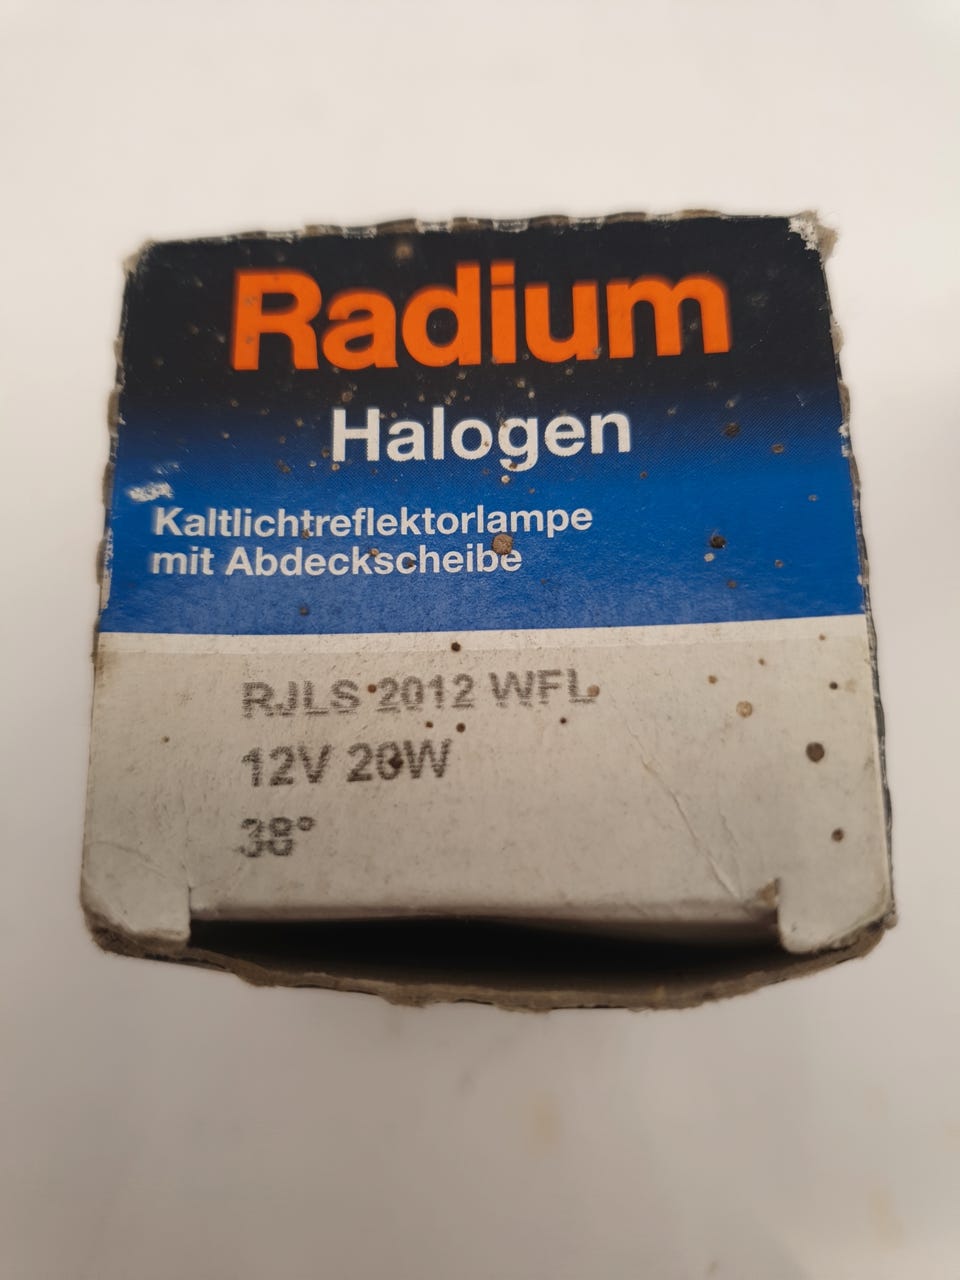 Radium
Halogen
Kaltlichtreflektorlampe
mit Abdeckscheibe
RJLS 2012 WFL
12V 20W
38°